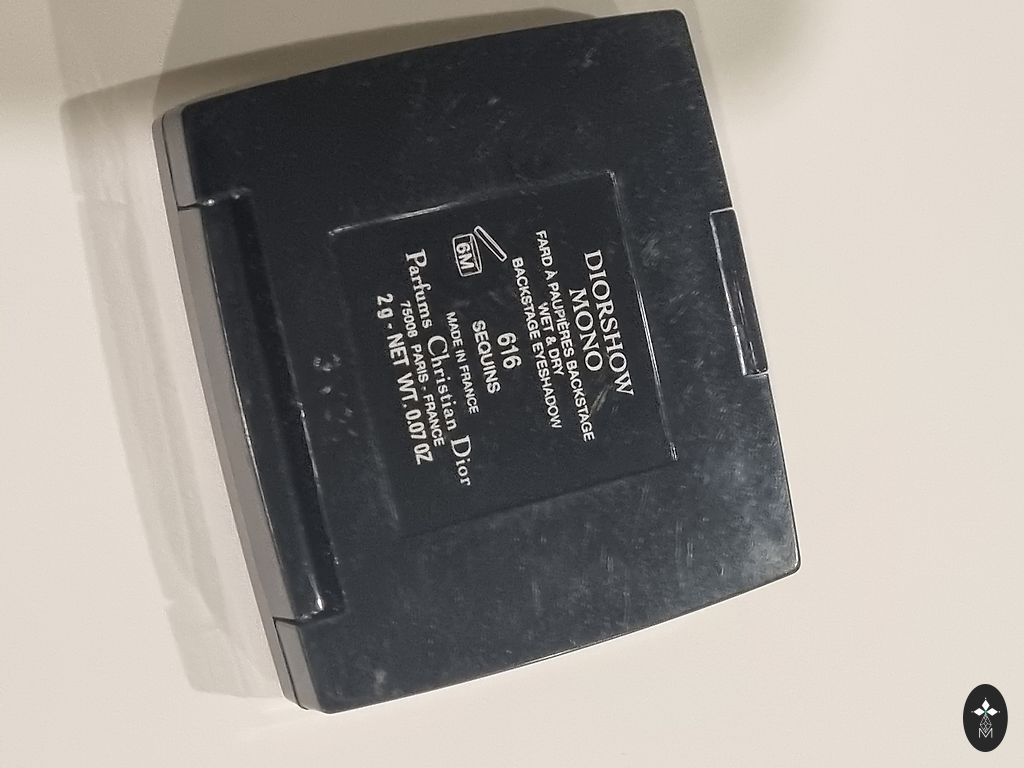 DIORSHOW
MONO
FARD À PAUPIÈRES BACKSTAGE
WET & DRY
BACKSTAGE EYESHADOW
616
SEQUINS
6M
MADE IN FRANCE
Parfums Christian Dior
75008 PARIS - FRANCE
2 g - NET WT. 0.07 OZ
M